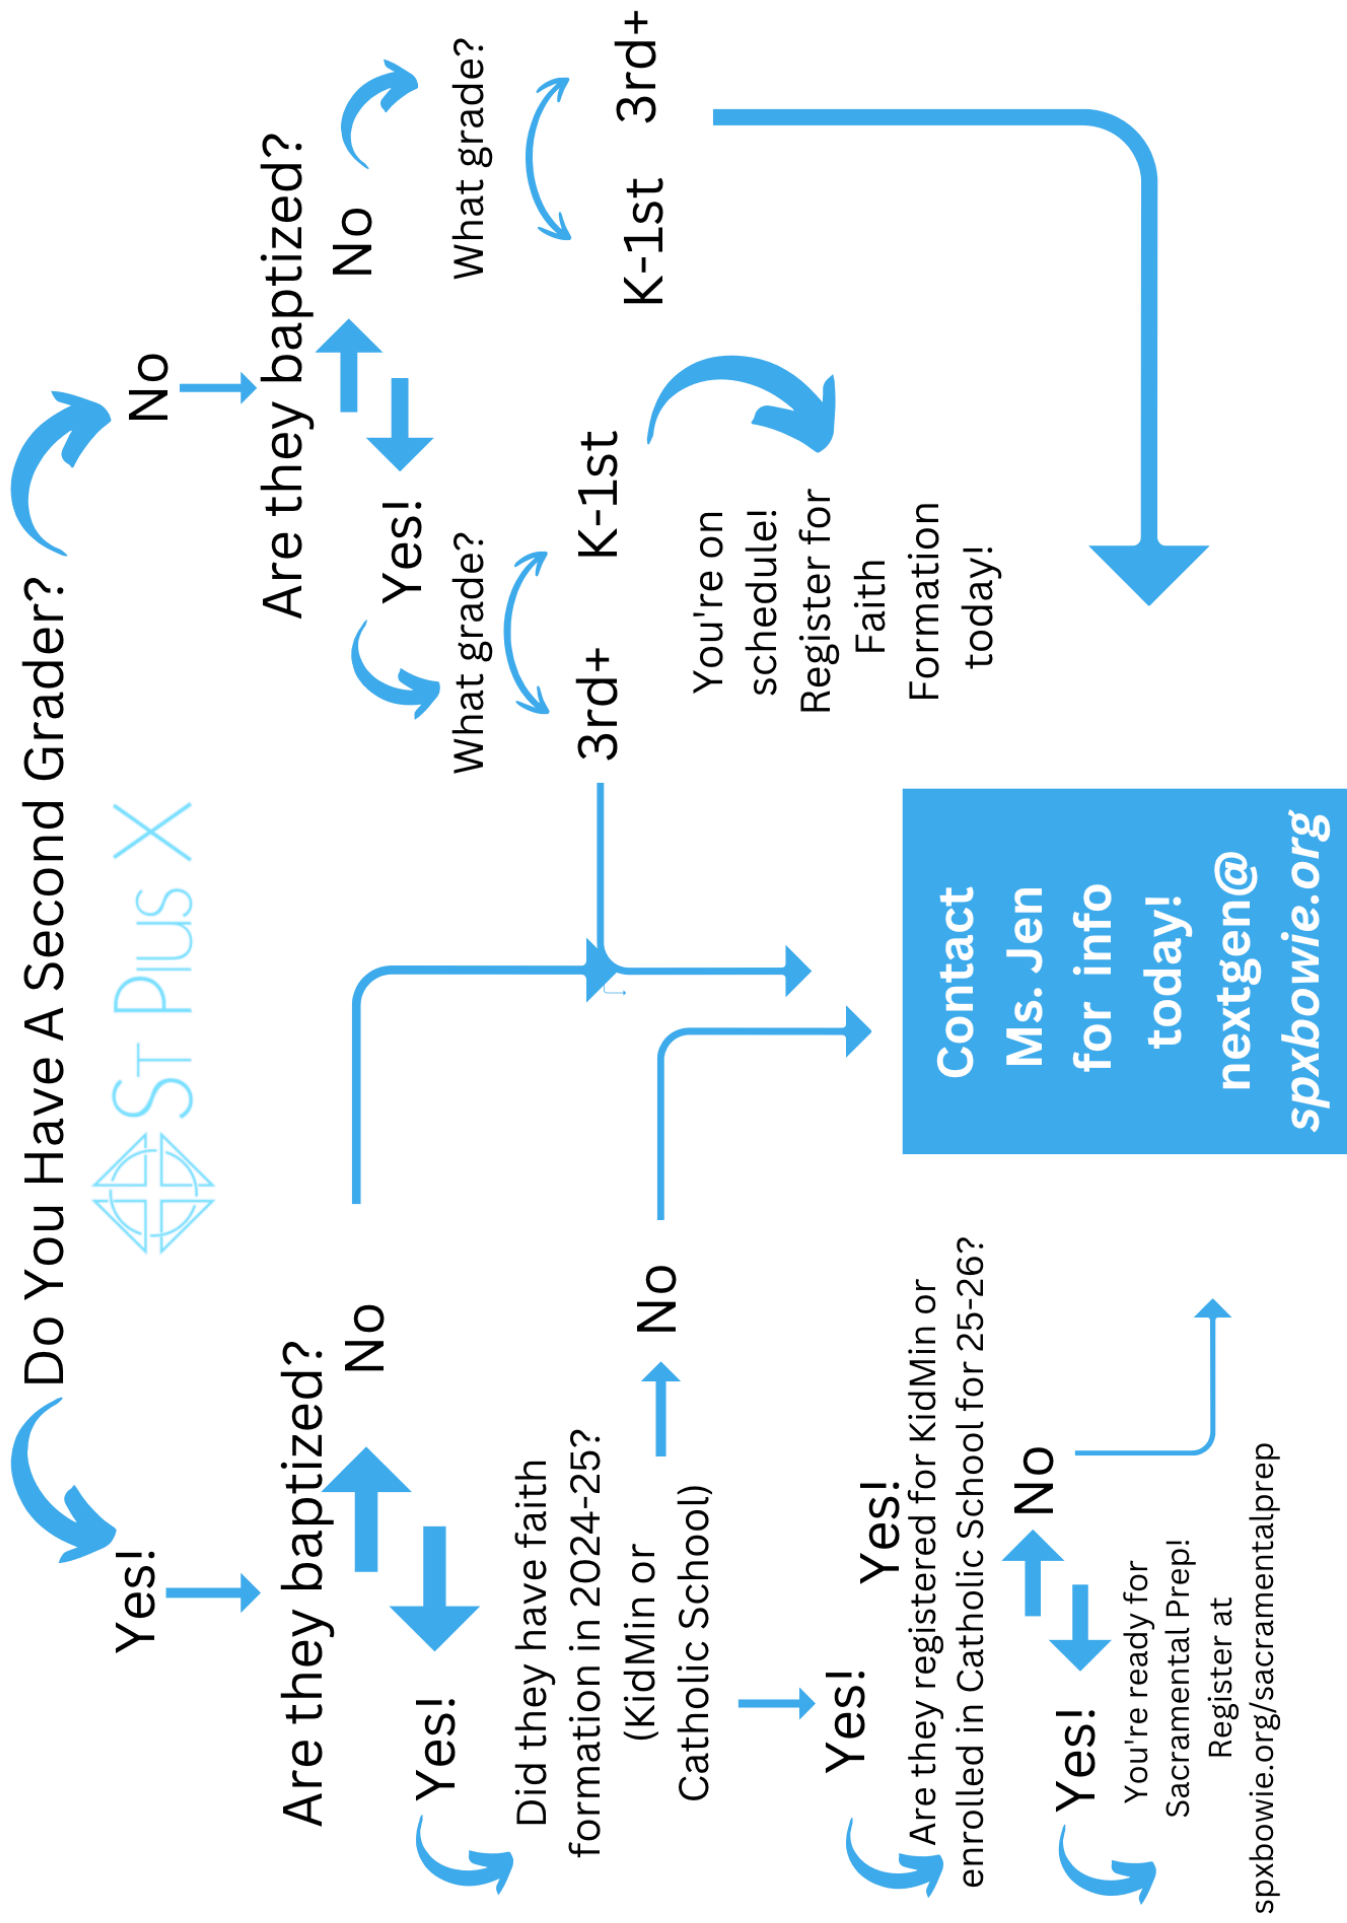 Do You Have A Second Grader?
ST PIUS X
Yes!
Are they baptized?
No
Yes!
Did they have faith
formation in 2024-25?
(KidMin or
Catholic School)
No
Yes!
Yes!
Are they registered for KidMin or
enrolled in Catholic School for 25-26?
No
Yes!
You're ready for
Sacramental Prep!
Register at
spxbowie.org/sacramentalprep
No
Are they baptized?
No
Yes!
What grade?
3rd+
K-1st
You're on
schedule!
Register for
Faith
Formation
today!
What grade?
K-1st
3rd+
Contact
Ms. Jen
for info
today!
nextgen@
spxbowie.org